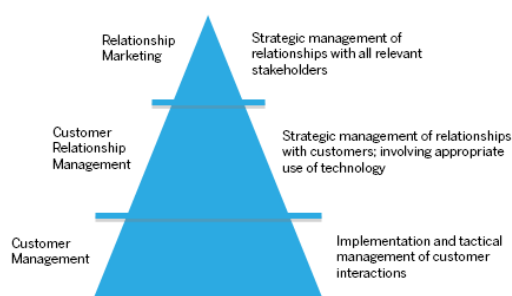 Relationship
Marketing
Strategic management of
relationships with all relevant
stakeholders
Customer
Relationship
Management
Strategic management of relationships
with customers; involving appropriate
use of technology
Customer
Management
Implementation and tactical
management of customer
interactions